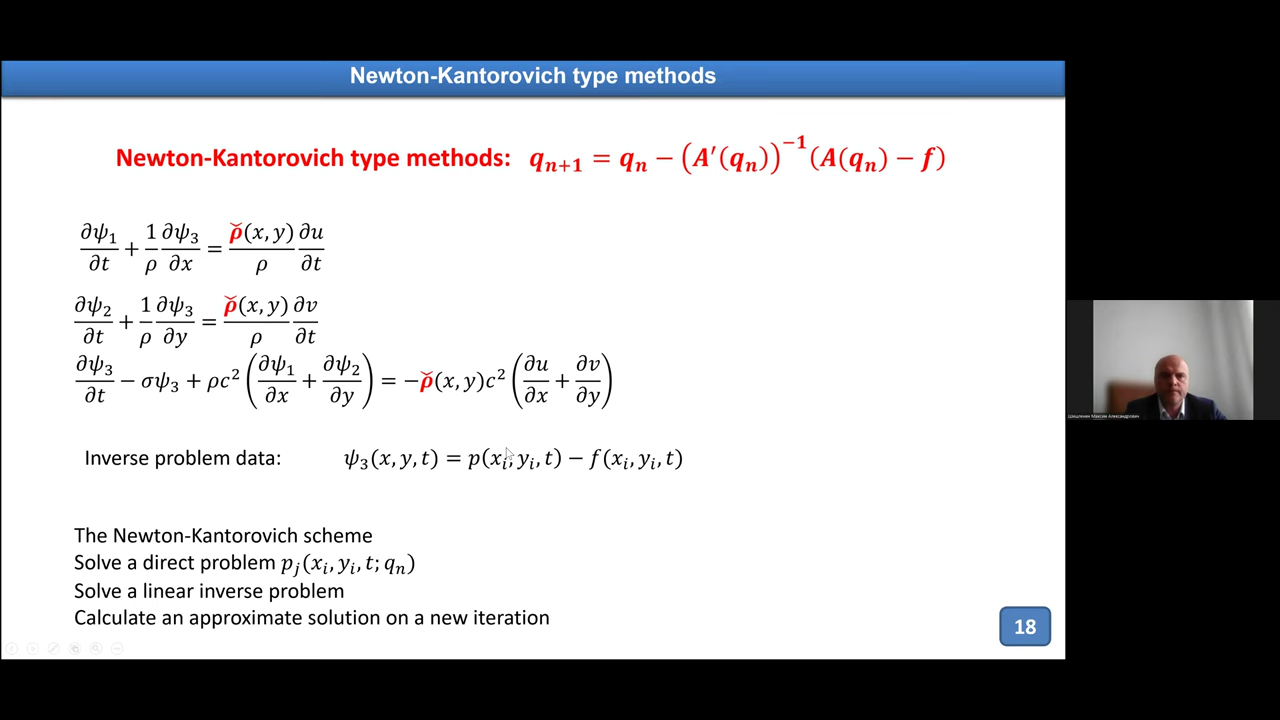 Newton-Kantorovich type methods
Newton-Kantorovich type methods: qₙ₊₁ = qₙ − (A′(qₙ))⁻¹(A(qₙ) − f)
∂ψ₁/∂t + 1/ρ ∂ψ₃/∂x = ρ̌(x, y)/ρ ∂u/∂t
∂ψ₂/∂t + 1/ρ ∂ψ₃/∂y = ρ̌(x, y)/ρ ∂v/∂t
∂ψ₃/∂t − σψ₃ + ρc² (∂ψ₁/∂x + ∂ψ₂/∂y) = −ρ̌(x, y)c² (∂u/∂x + ∂v/∂y)
Inverse problem data: ψ₃(x, y, t) = p(xᵢ, yᵢ, t) − f(xᵢ, yᵢ, t)
The Newton-Kantorovich scheme
Solve a direct problem pⱼ(xᵢ, yᵢ, t; qₙ)
Solve a linear inverse problem
Calculate an approximate solution on a new iteration
18
Шишленин Максим Александрович